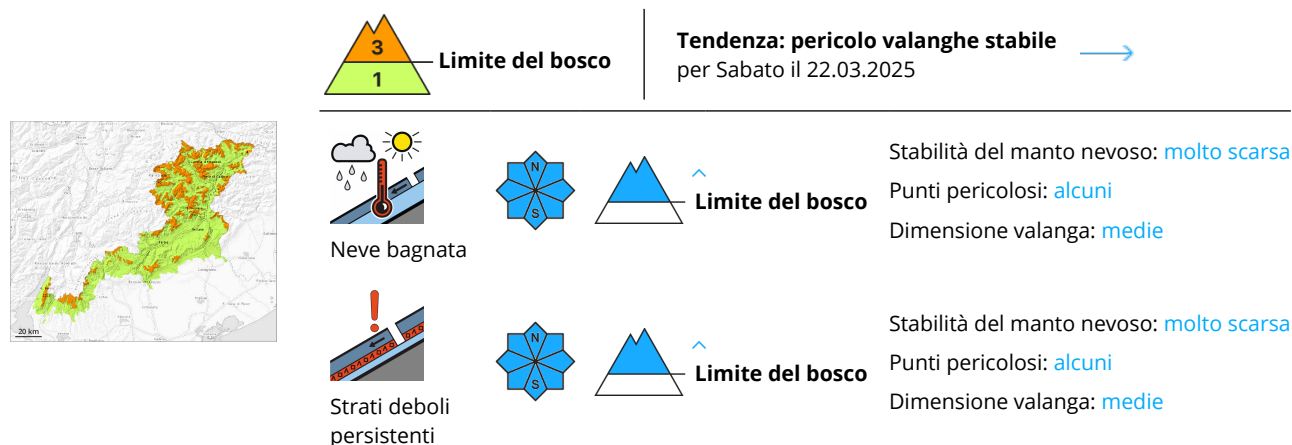 3
Limite del bosco
1
Tendenza: pericolo valanghe stabile
per Sabato il 22.03.2025
20 km
N
S
Limite del bosco
Neve bagnata
Stabilità del manto nevoso: molto scarsa
Punti pericolosi: alcuni
Dimensione valanga: medie
N
S
Limite del bosco
Strati deboli
persistenti
Stabilità del manto nevoso: molto scarsa
Punti pericolosi: alcuni
Dimensione valanga: medie